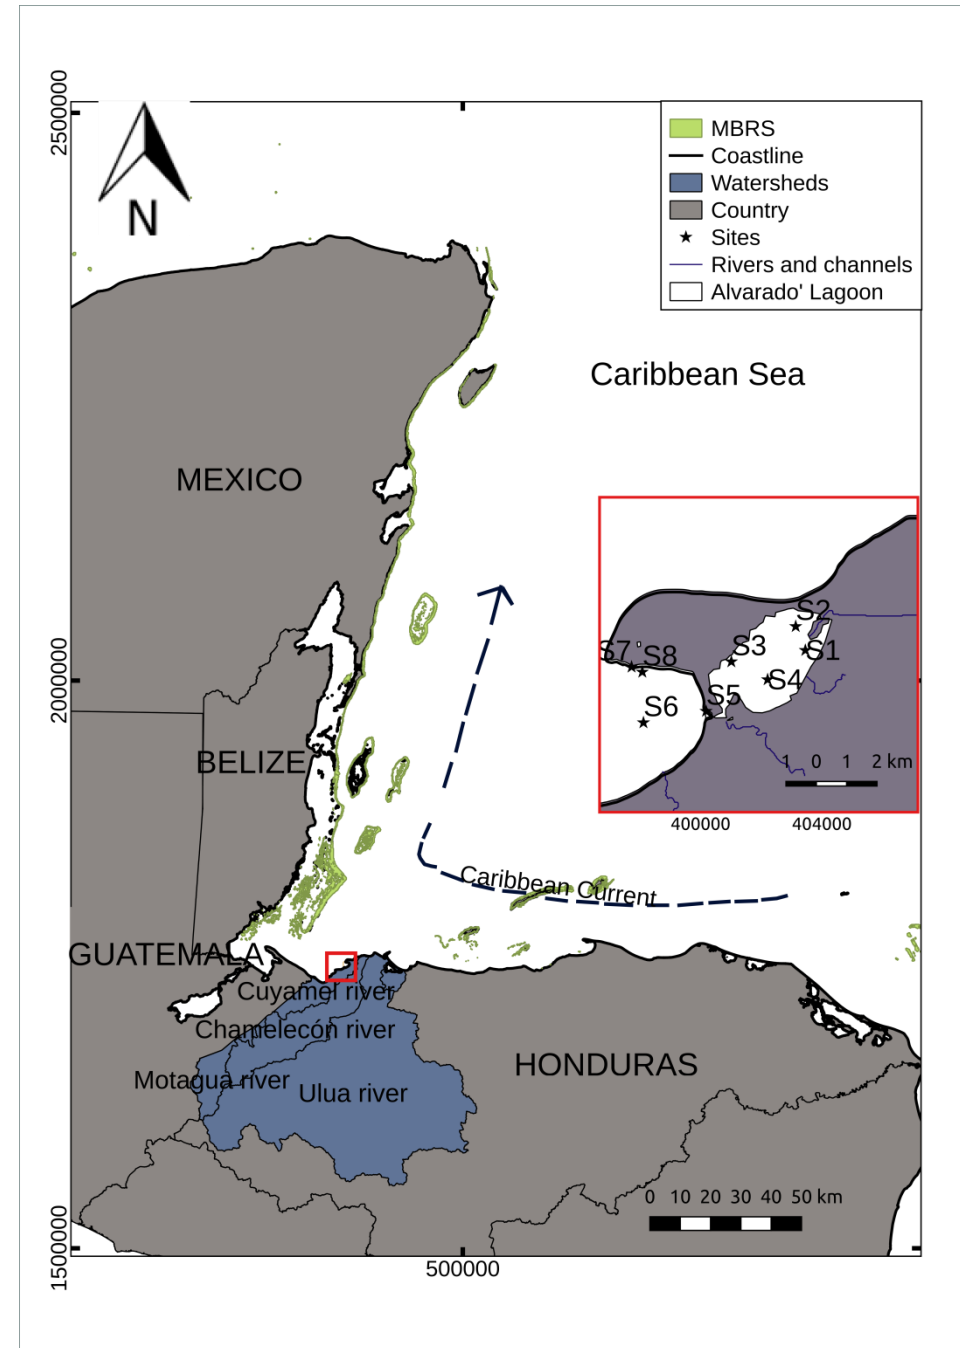 2500000
N
MBRS
Coastline
Watersheds
Country
Sites
Rivers and channels
Alvarado' Lagoon
Caribbean Sea
MEXICO
S2
S7
S8
S3
S1
S4
S5
S6
1 0 1 2 km
400000 404000
2000000
BELIZE
Caribbean Current
GUATEMALA
Cuyamel river
Chamelecón river
Motagua river
Ulua river
HONDURAS
0 10 20 30 40 50 km
1500000
500000